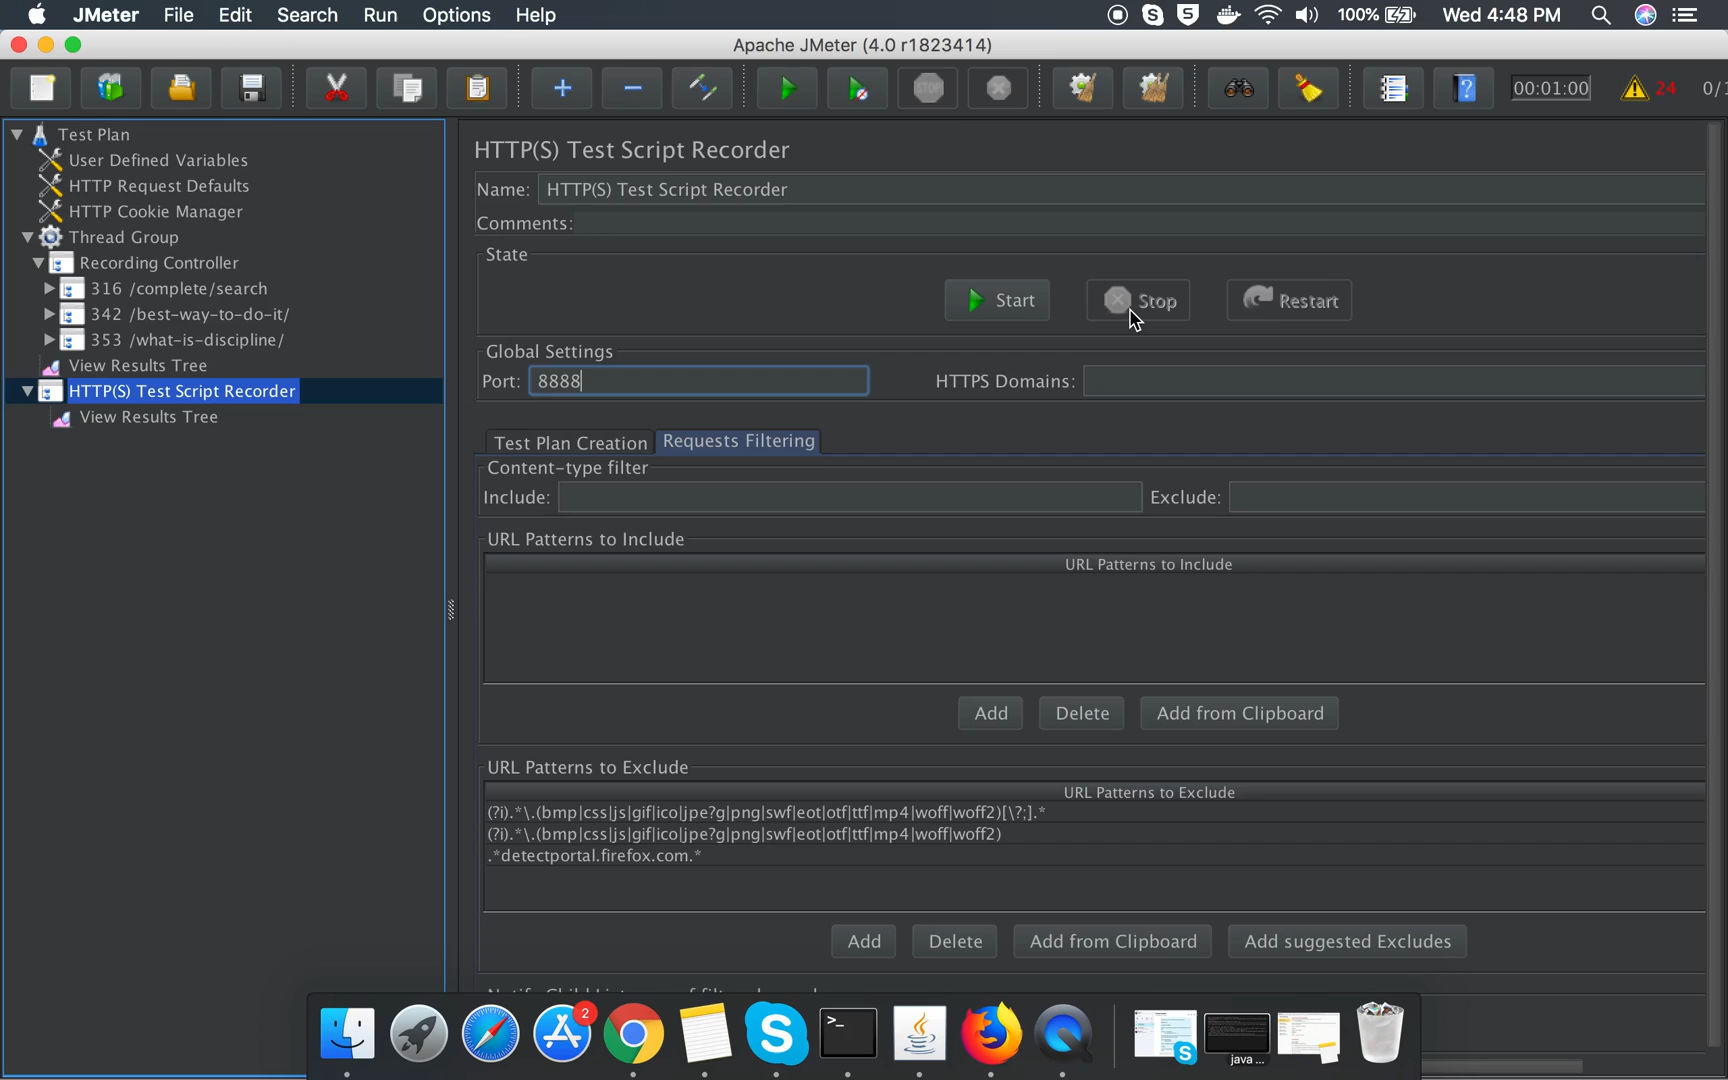 JMeter File Edit Search Run Options Help 100% Wed 4:48 PM
Apache JMeter (4.0 r1823414)
STOP 00:01:00 24 0/
Test Plan
User Defined Variables
HTTP Request Defaults
HTTP Cookie Manager
Thread Group
Recording Controller
316 /complete/search
342 /best-way-to-do-it/
353 /what-is-discipline/
View Results Tree
HTTP(S) Test Script Recorder
View Results Tree
HTTP(S) Test Script Recorder
Name: HTTP(S) Test Script Recorder
Comments:
State
Start Stop Restart
Global Settings
Port: 8888 HTTPS Domains:
Test Plan Creation Requests Filtering
Content-type filter
Include: Exclude:
URL Patterns to Include
URL Patterns to Include
Add Delete Add from Clipboard
URL Patterns to Exclude
URL Patterns to Exclude
(?i).*\.(bmp|css|js|gif|ico|jpe?g|png|swf|eot|otf|ttf|mp4|woff|woff2)[\?;].*
(?i).*\.(bmp|css|js|gif|ico|jpe?g|png|swf|eot|otf|ttf|mp4|woff|woff2)
.*detectportal.firefox.com.*
Add Delete Add from Clipboard Add suggested Excludes
2
java ...